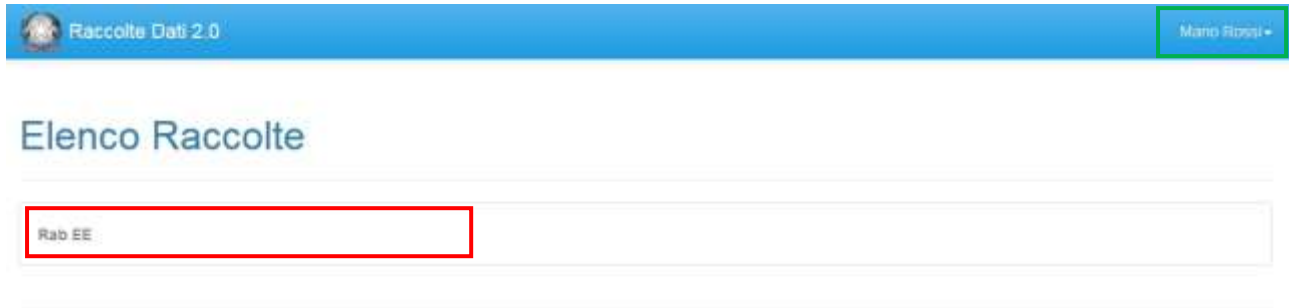 Raccolte Dati 2.0
Mario Rossi
Elenco Raccolte
Rab EE